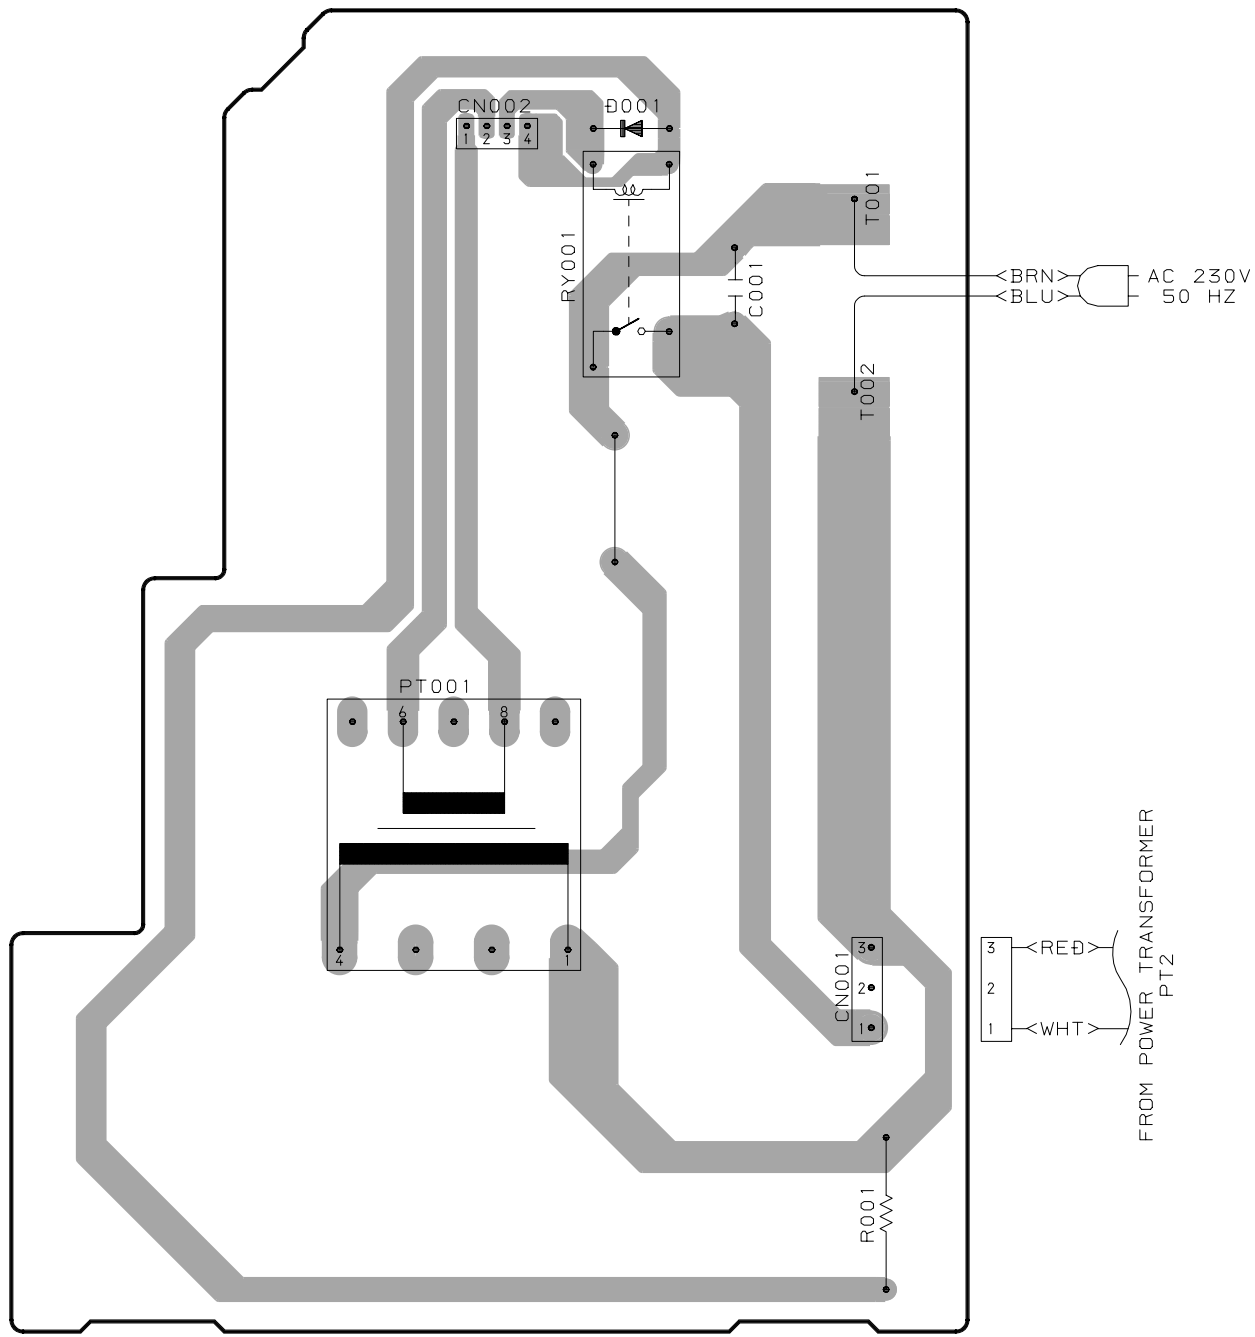 CN002
D001
1 2 3 4
T001
RY001
C001
BRN
AC 230V
BLU
50 HZ
T002
PT001
6 8
4 1
CN001
3
2
1
3
RED
2
1
WHT
FROM POWER TRANSFORMER
PT2
R001